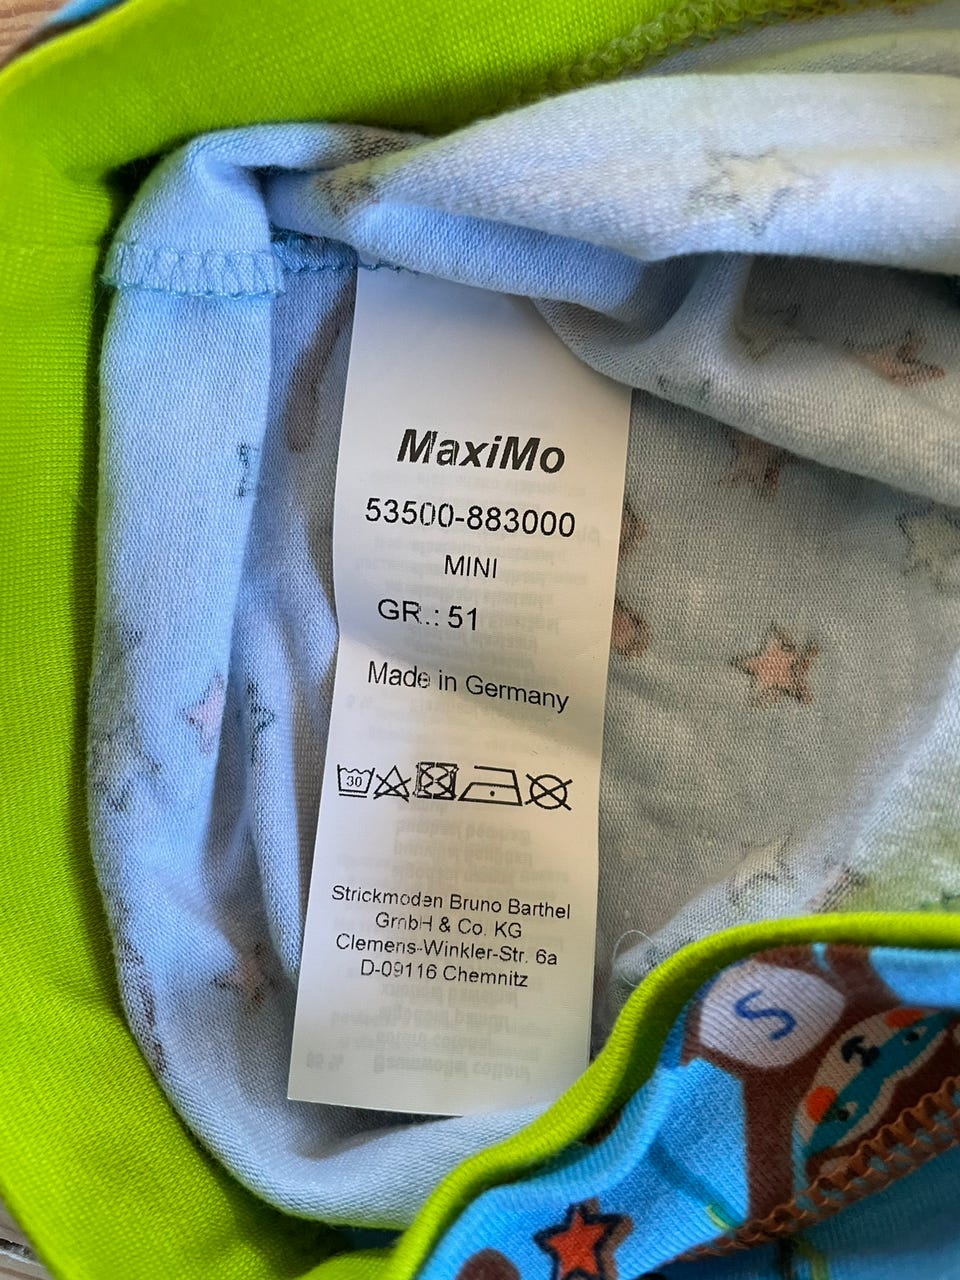 MaxiMo
53500-883000
MINI
GR.: 51
Made in Germany
30
Strickmoden Bruno Barthel
GmbH & Co. KG
Clemens-Winkler-Str. 6a
D-09116 Chemnitz
S